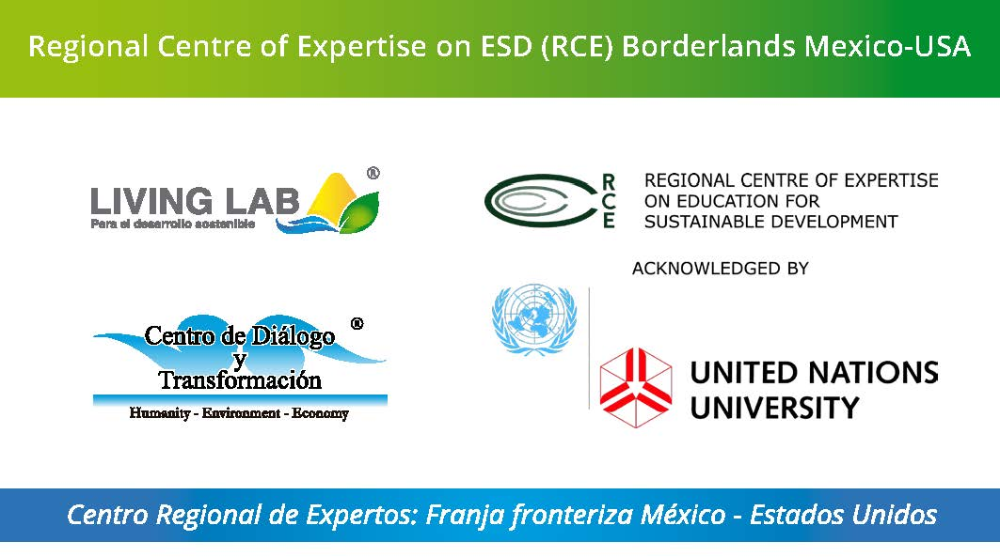 Regional Centre of Expertise on ESD (RCE) Borderlands Mexico-USA
LIVING LAB®
Para el desarrollo sostenible
RCE
REGIONAL CENTRE OF EXPERTISE
ON EDUCATION FOR
SUSTAINABLE DEVELOPMENT
ACKNOWLEDGED BY
Centro de Diálogo ®
y
Transformación
Humanity - Environment - Economy
UNITED NATIONS
UNIVERSITY
Centro Regional de Expertos: Franja fronteriza México - Estados Unidos